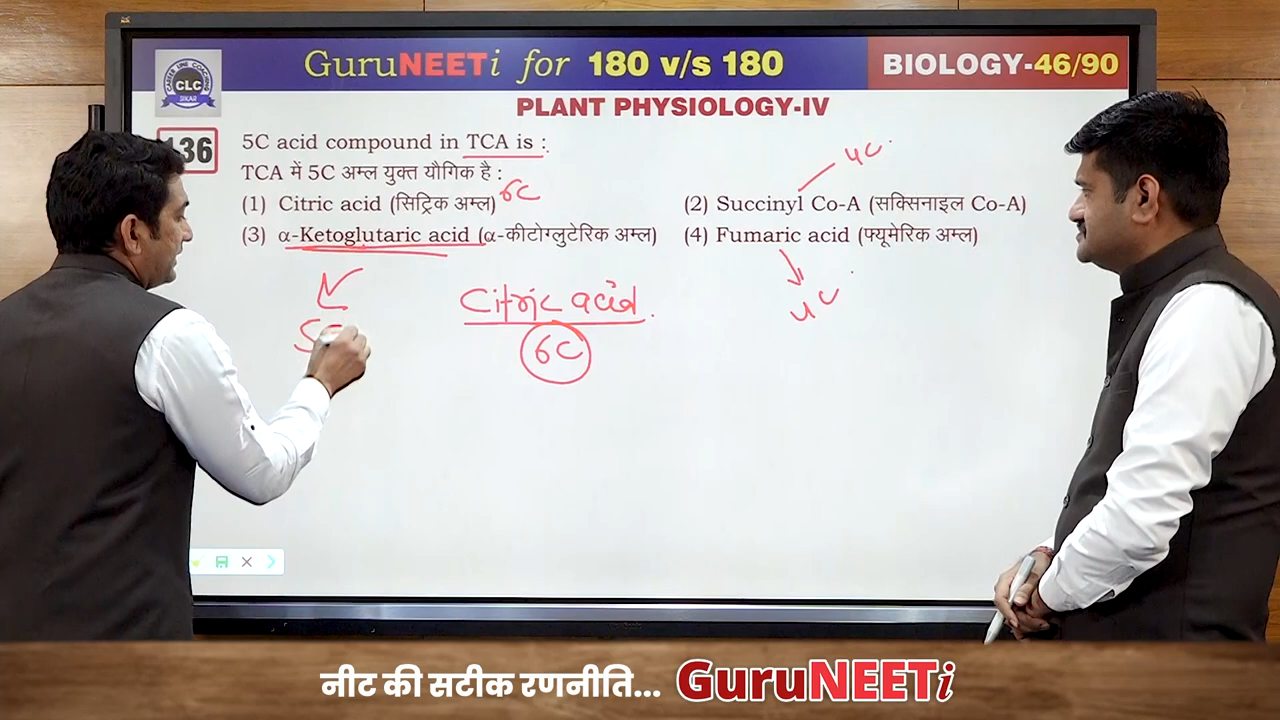 GuruNEETi for 180 v/s 180 BIOLOGY-46/90
CLC
SIKAR
PLANT PHYSIOLOGY-IV
136 5C acid compound in TCA is :
TCA में 5C अम्ल युक्त यौगिक है :
(1) Citric acid (सिट्रिक अम्ल) 6C
(2) Succinyl Co-A (सक्सिनाइल Co-A) 4C
(3) α-Ketoglutaric acid (α-कीटोग्लुटेरिक अम्ल)
(4) Fumaric acid (फ्यूमेरिक अम्ल)
Citric acid
4C
6C
नीट की सटीक रणनीति... GuruNEETi